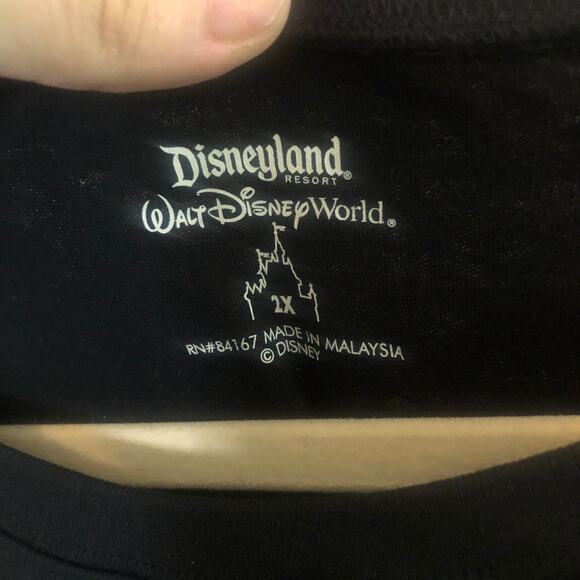 Disneyland®
RESORT
Walt Disney World®
2X
RN#84167 MADE IN MALAYSIA
© DISNEY